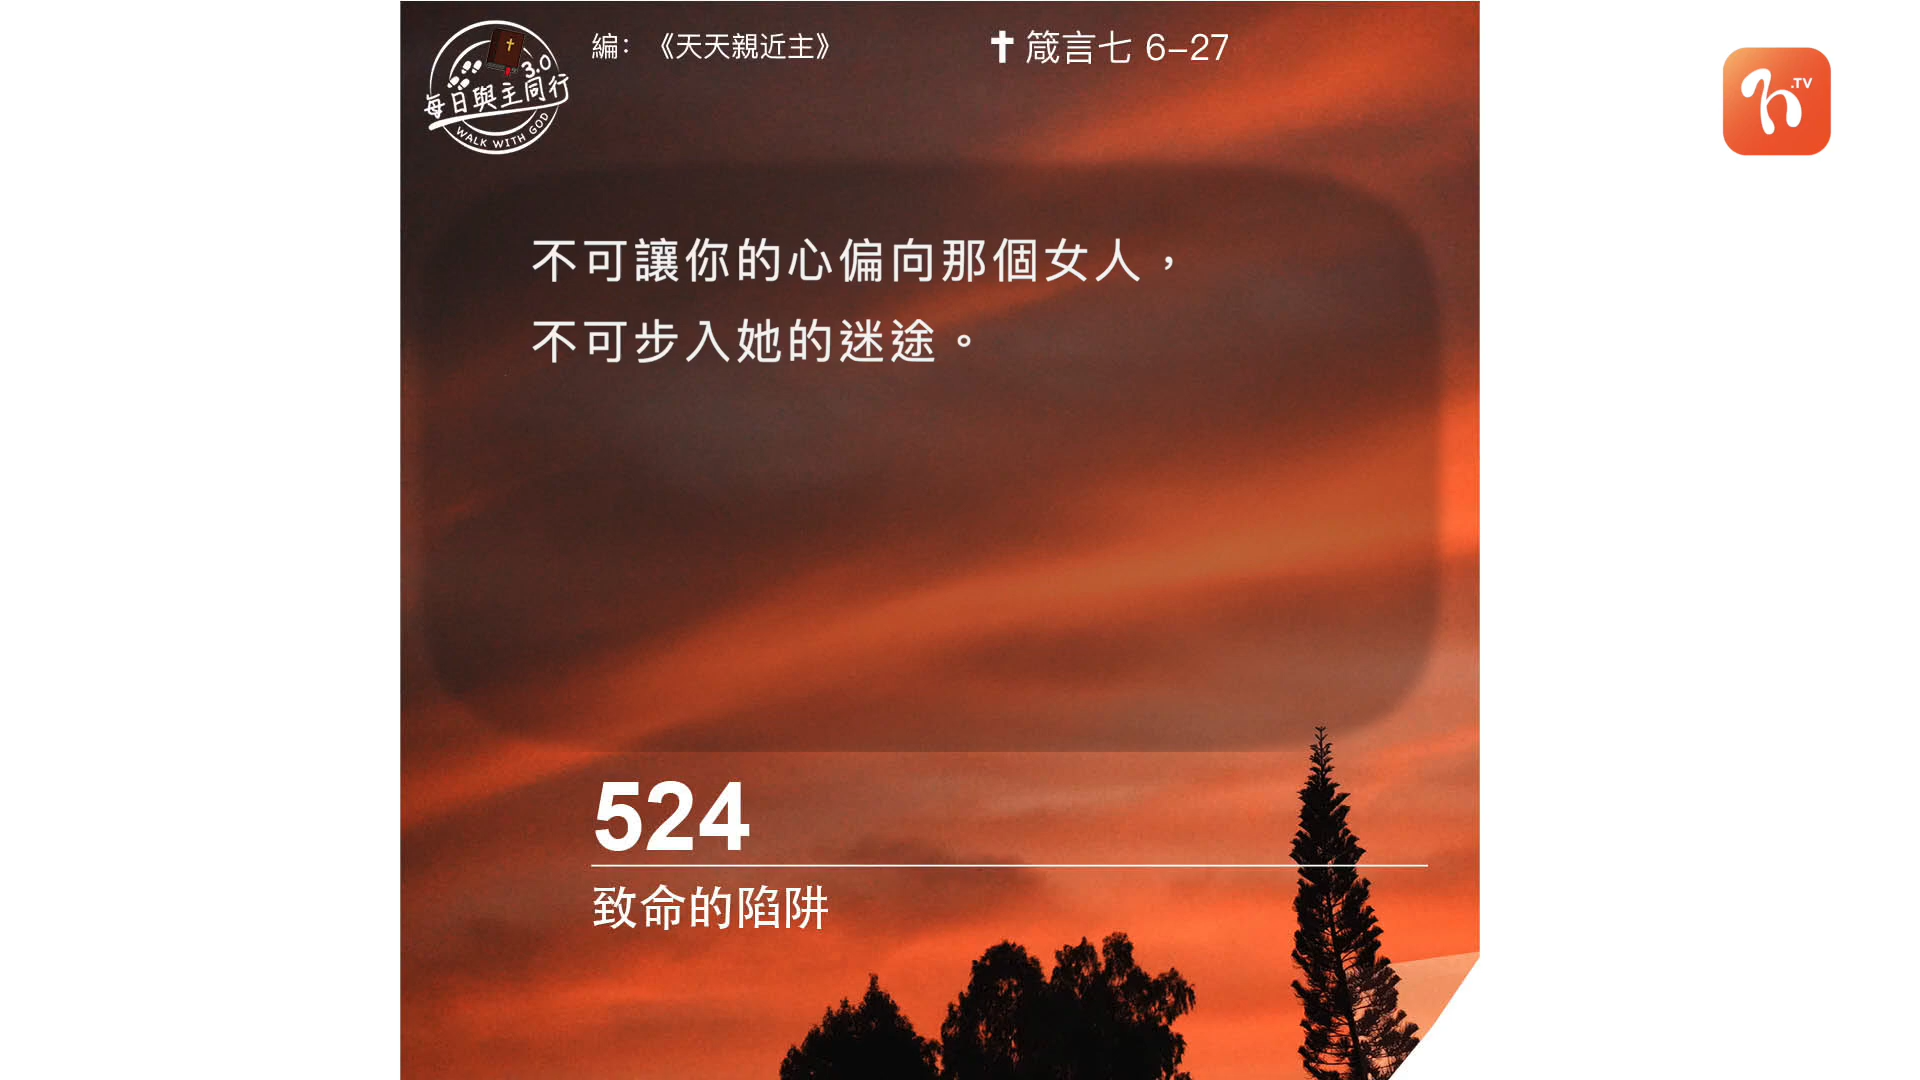 編：《天天親近主》
✝ 箴言七 6–27
3.0
每日與主同行
WALK WITH GOD
h.TV
不可讓你的心偏向那個女人，
不可步入她的迷途。
524
致命的陷阱